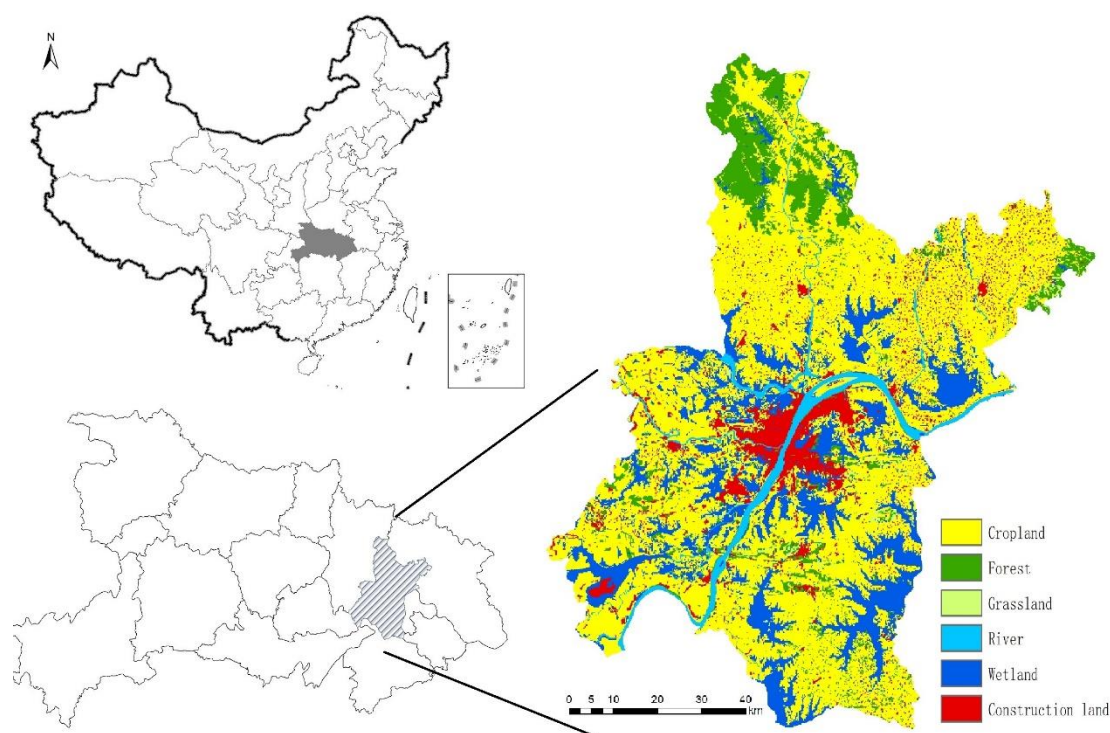 N
Cropland
Forest
Grassland
River
Wetland
Construction land
0 5 10 20 30 40
km